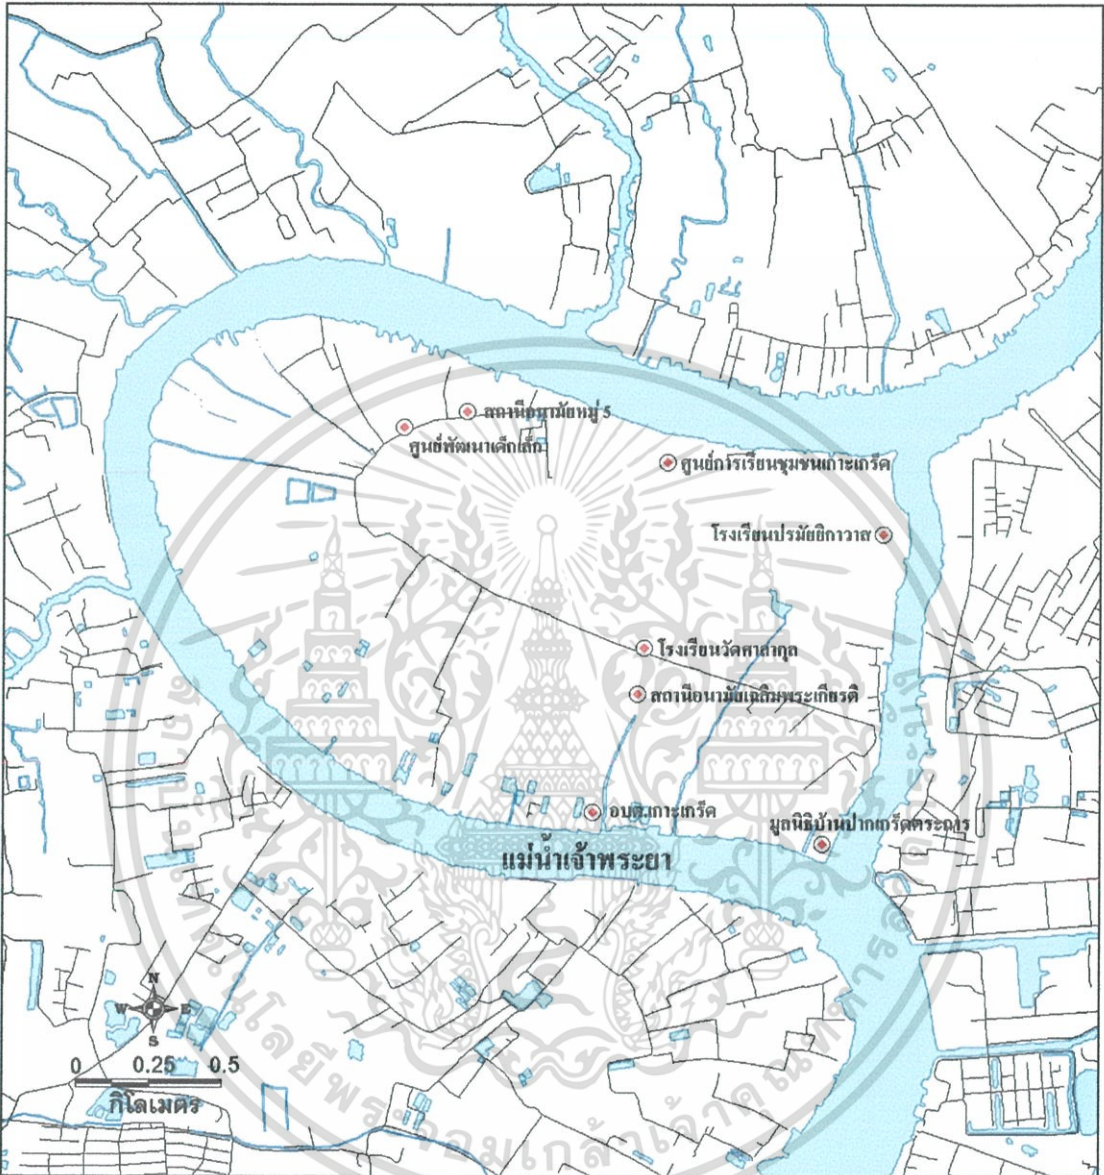 สถานีอนามัยหมู่ 5
ศูนย์พัฒนาเด็กเล็ก
ศูนย์การเรียนชุมชนเกาะเกร็ด
โรงเรียนปรมัยยิกาวาส
โรงเรียนวัดศาลากุล
สถานีอนามัยเฉลิมพระเกียรติ
อบต.เกาะเกร็ด
มูลนิธิบ้านปากเกร็ดตระการ
แม่น้ำเจ้าพระยา
N
W E
S
0 0.25 0.5
กิโลเมตร